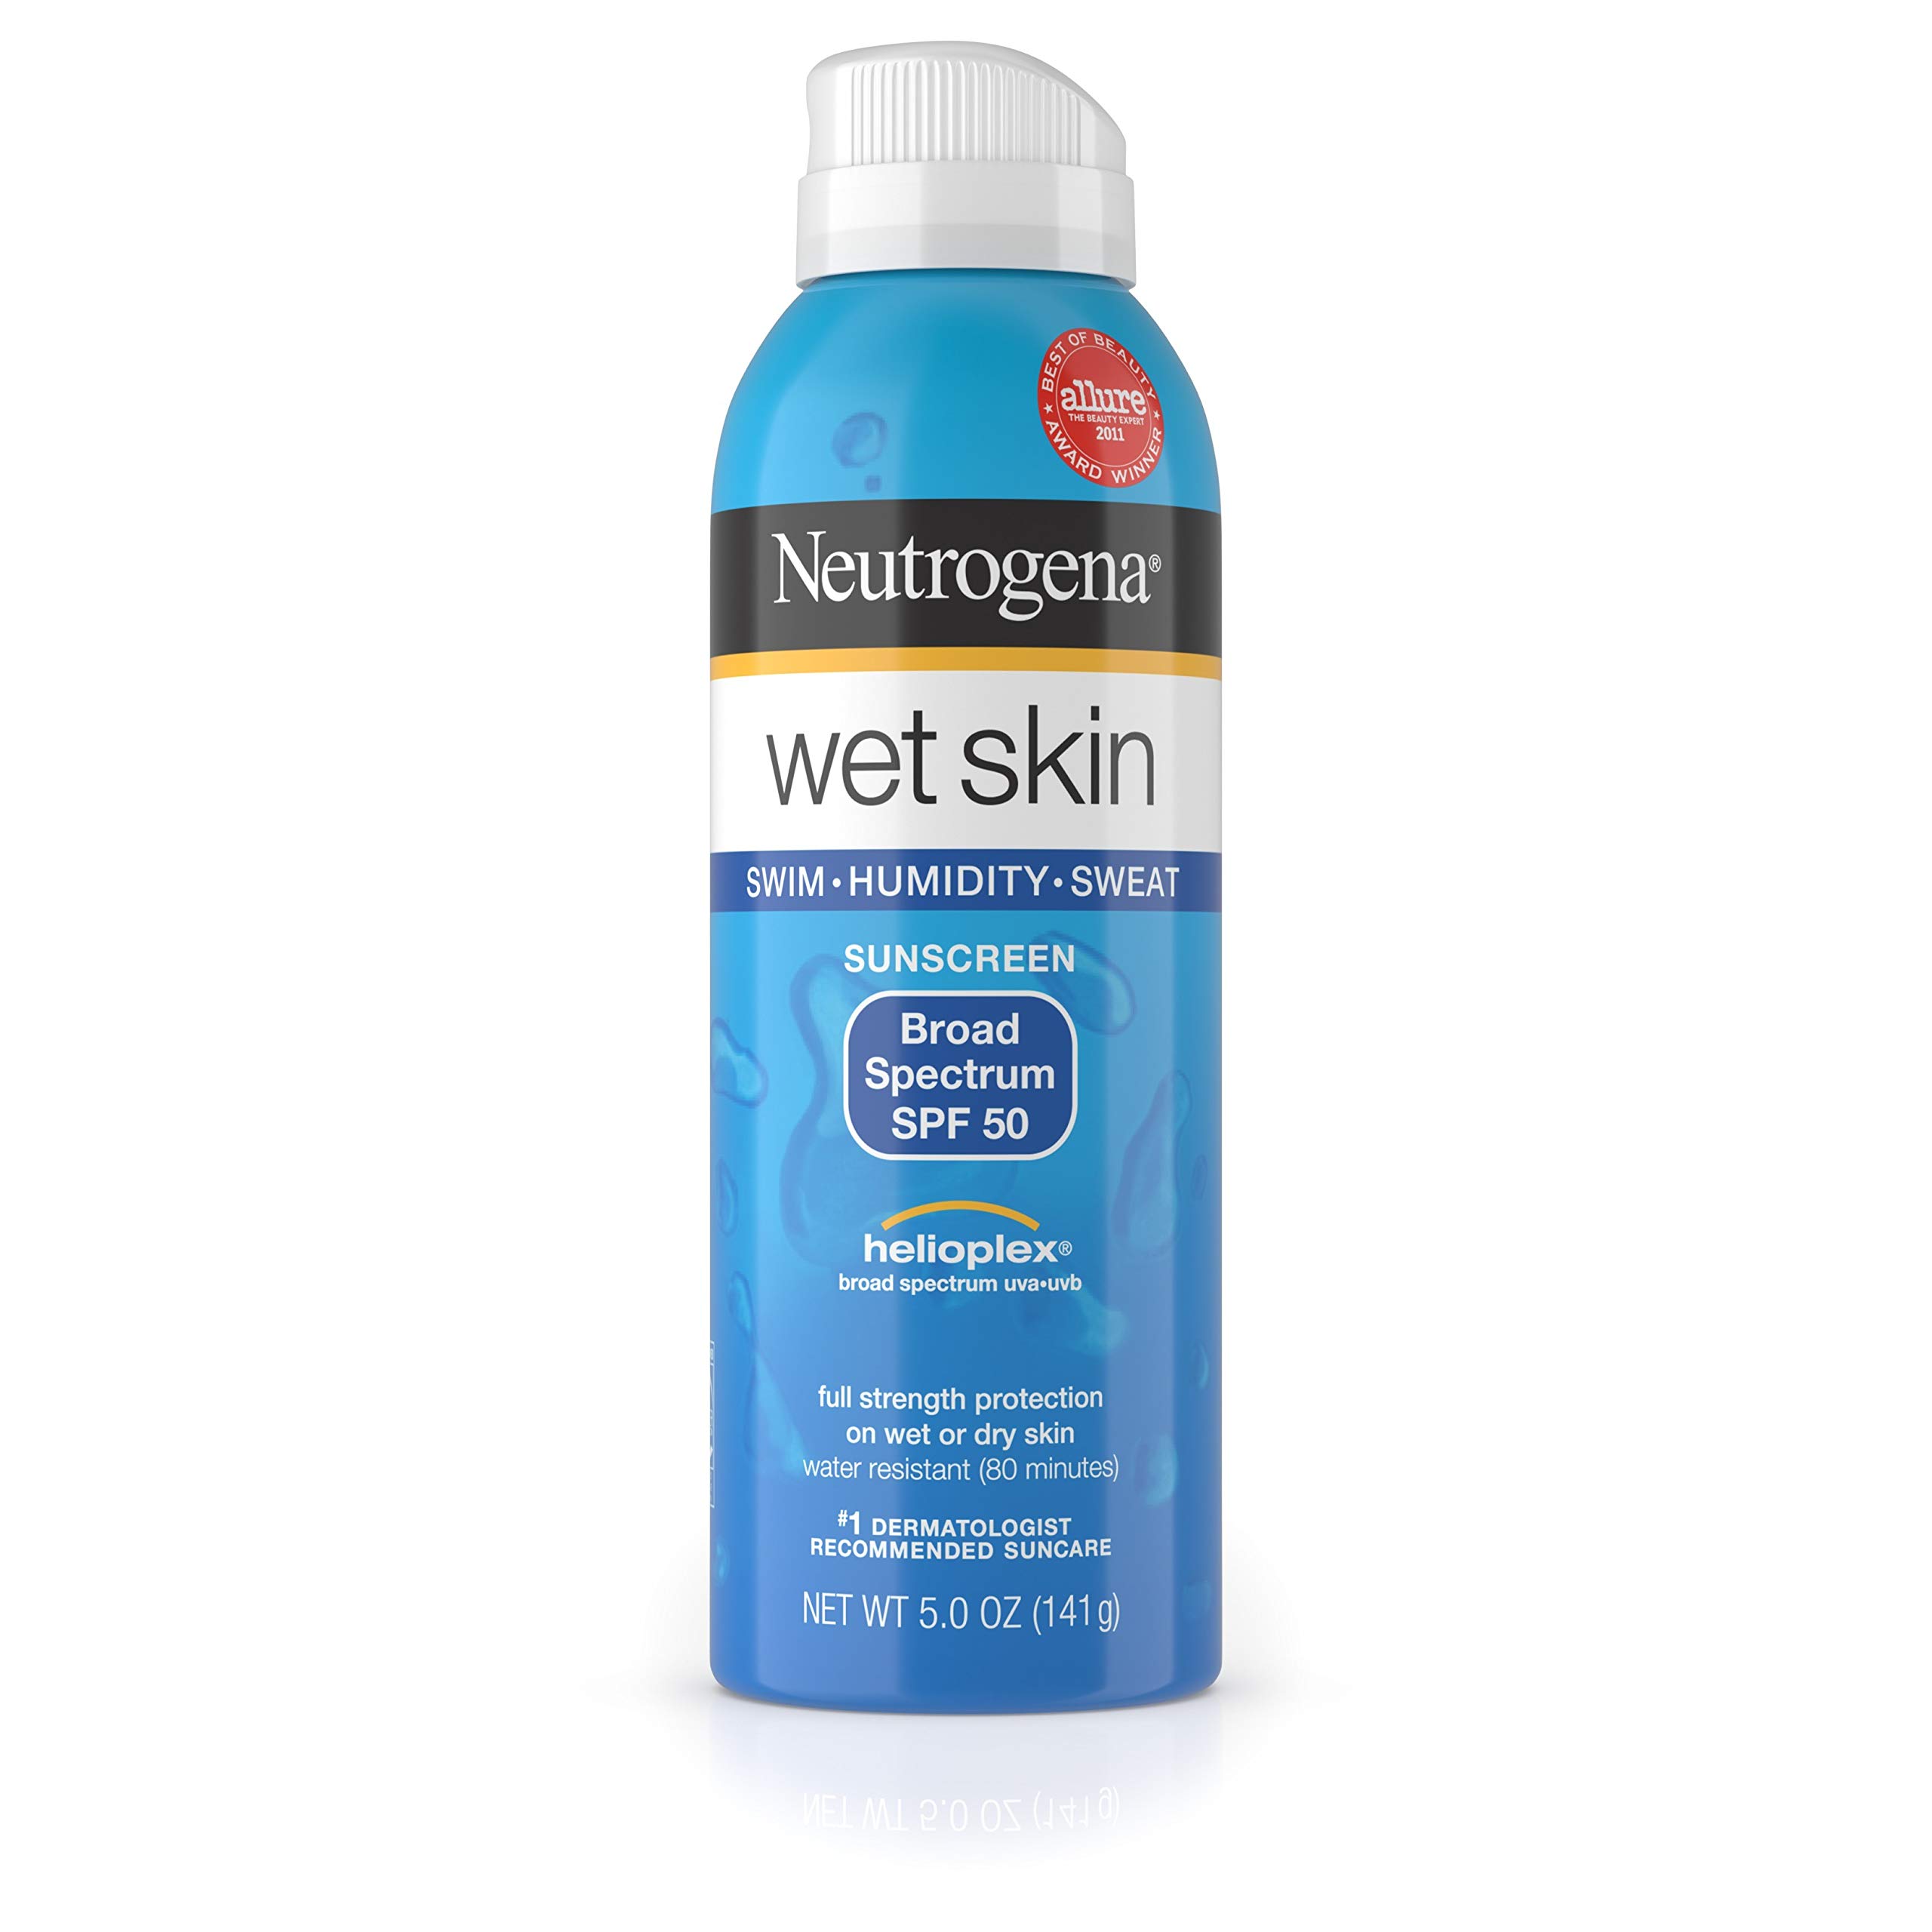 BEST OF BEAUTY
allure
THE BEAUTY EXPERT
2011
AWARD WINNER
Neutrogena®
wet skin
SWIM • HUMIDITY • SWEAT
SUNSCREEN
Broad
Spectrum
SPF 50
helioplex®
broad spectrum uva•uvb
full strength protection
on wet or dry skin
water resistant (80 minutes)
#1 DERMATOLOGIST
RECOMMENDED SUNCARE
NET WT 5.0 OZ (141 g)